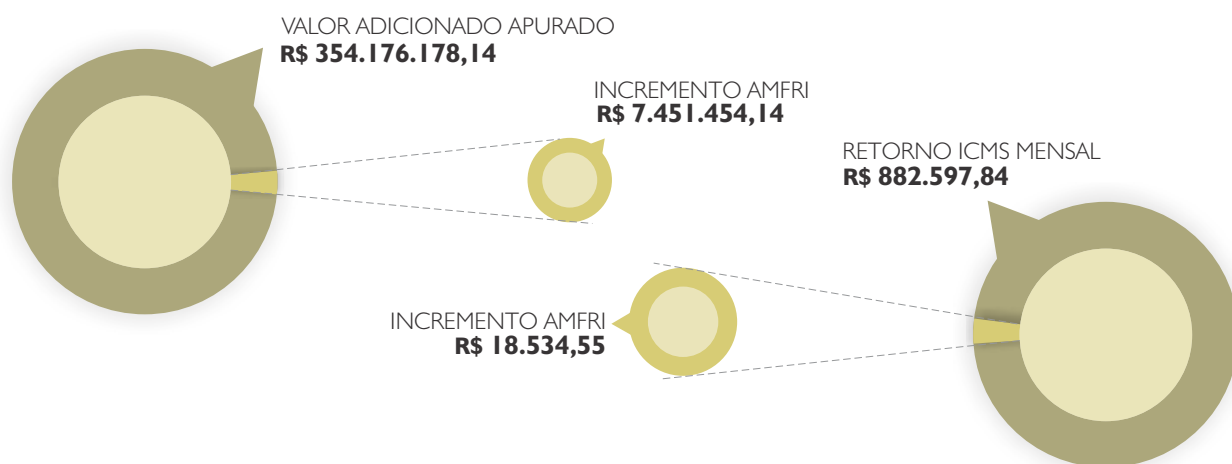 VALOR ADICIONADO APURADO
R$ 354.176.178,14
INCREMENTO AMFRI
R$ 7.451.454,14
RETORNO ICMS MENSAL
R$ 882.597,84
INCREMENTO AMFRI
R$ 18.534,55